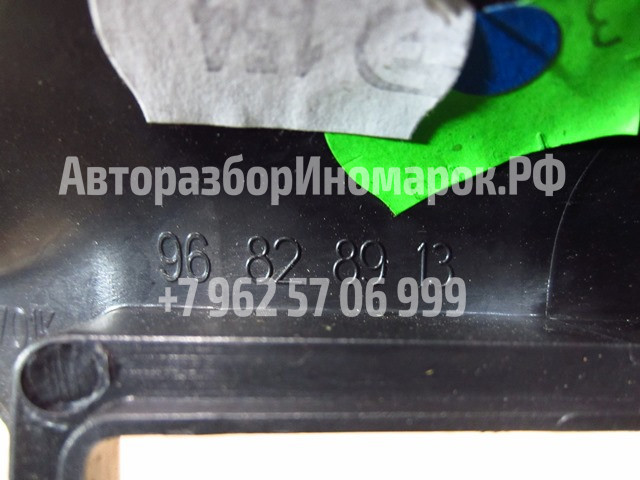 АвторазборИномарок.РФ
96 82 89 13
+7 962 57 06 999